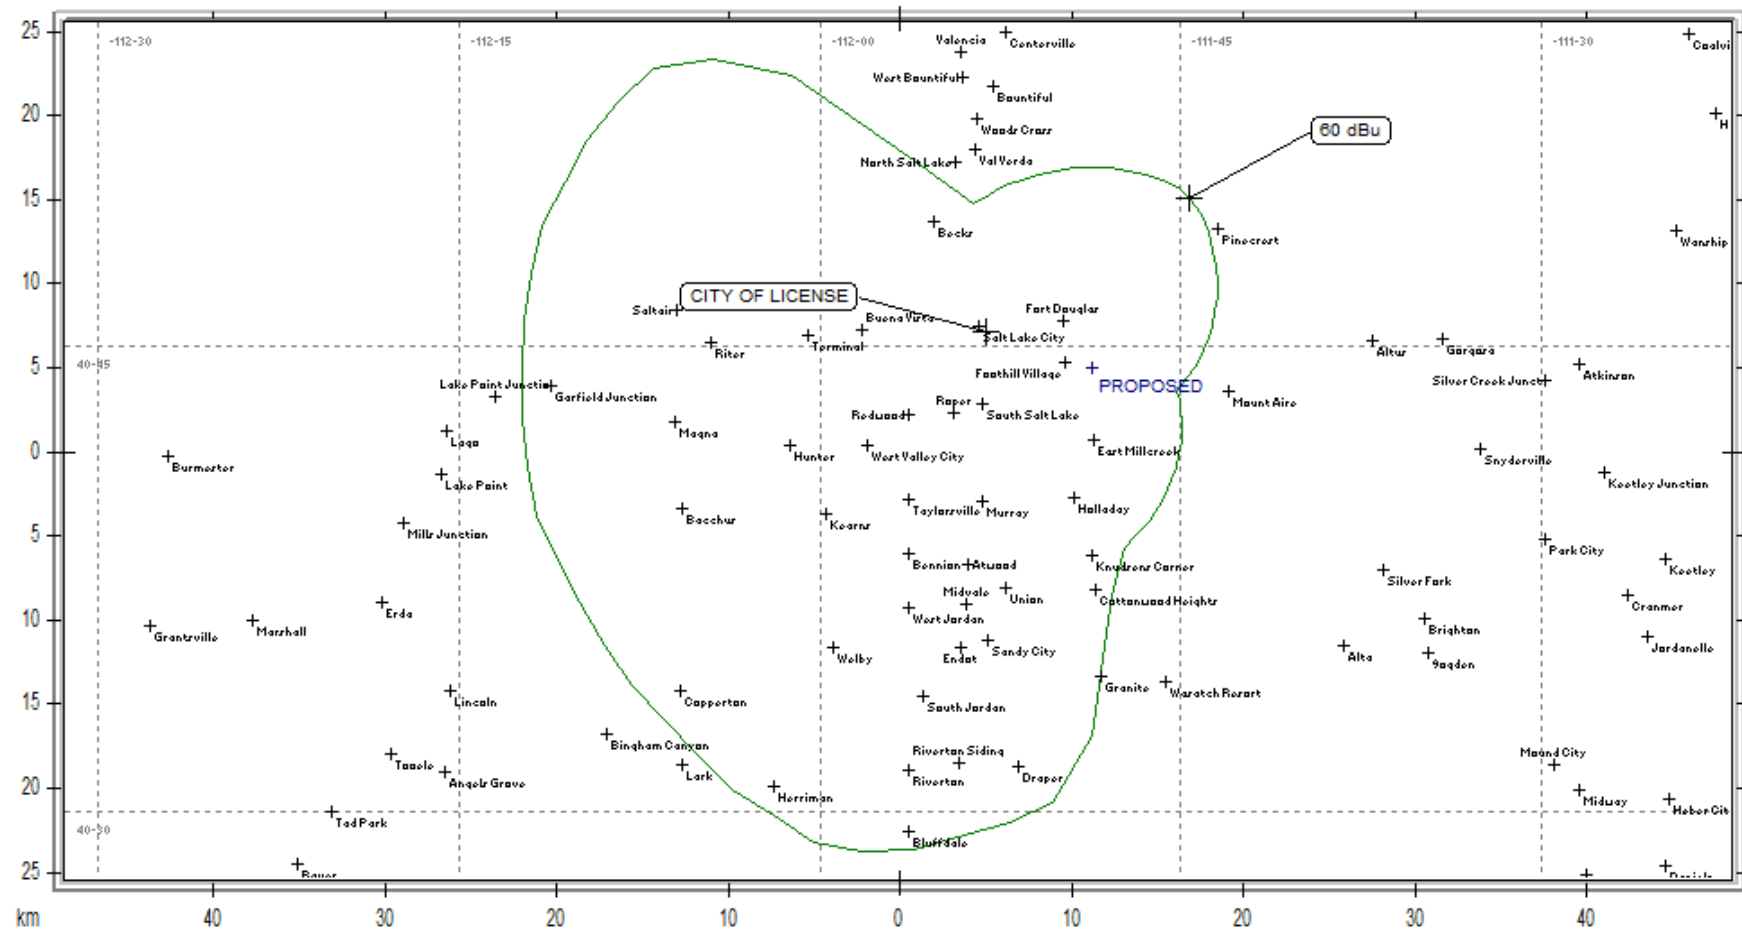 25
-112-30
-112-15
-112-00
-111-45
-111-30
Valencia
Centerville
Coalvi
West Bountiful
Bountiful
20
Woods Cross
H
60 dBu
North Salt Lake
Val Verda
15
Becks
Pinecrest
Wanship
10
CITY OF LICENSE
Saltair
Buena Vista
Fort Douglas
Salt Lake City
Terminal
Riter
Altus
Gorgoza
40-45
5
Foothill Village
Atkinson
Silver Creek Junct
PROPOSED
Lake Point Junction
Garfield Junction
Mount Aire
Roper
Redwood
South Salt Lake
Magna
Lago
0
Hunter
West Valley City
East Millcreek
Burmester
Snyderville
Lake Point
Keetley Junction
Taylorsville
Murray
Holladay
Bacchus
Kearns
5
Mills Junction
Park City
Bennion
Atwood
Knudsens Corner
Keetley
Silver Fork
Midvale
Union
Cottonwood Heights
Cranmer
Erda
10
West Jordan
Grantsville
Marshall
Brighton
Jordanelle
Welby
Endot
Sandy City
Alta
Granite
Wasatch Resort
Lincoln
Copperton
15
South Jordan
Bingham Canyon
Riverton Siding
Mound City
Tooele
Lark
Riverton
Draper
Angels Grove
20
Herriman
Midway
Heber Cit
Tad Park
40-30
Bluffdale
25
Bauer
Daniels
km
40
30
20
10
0
10
20
30
40